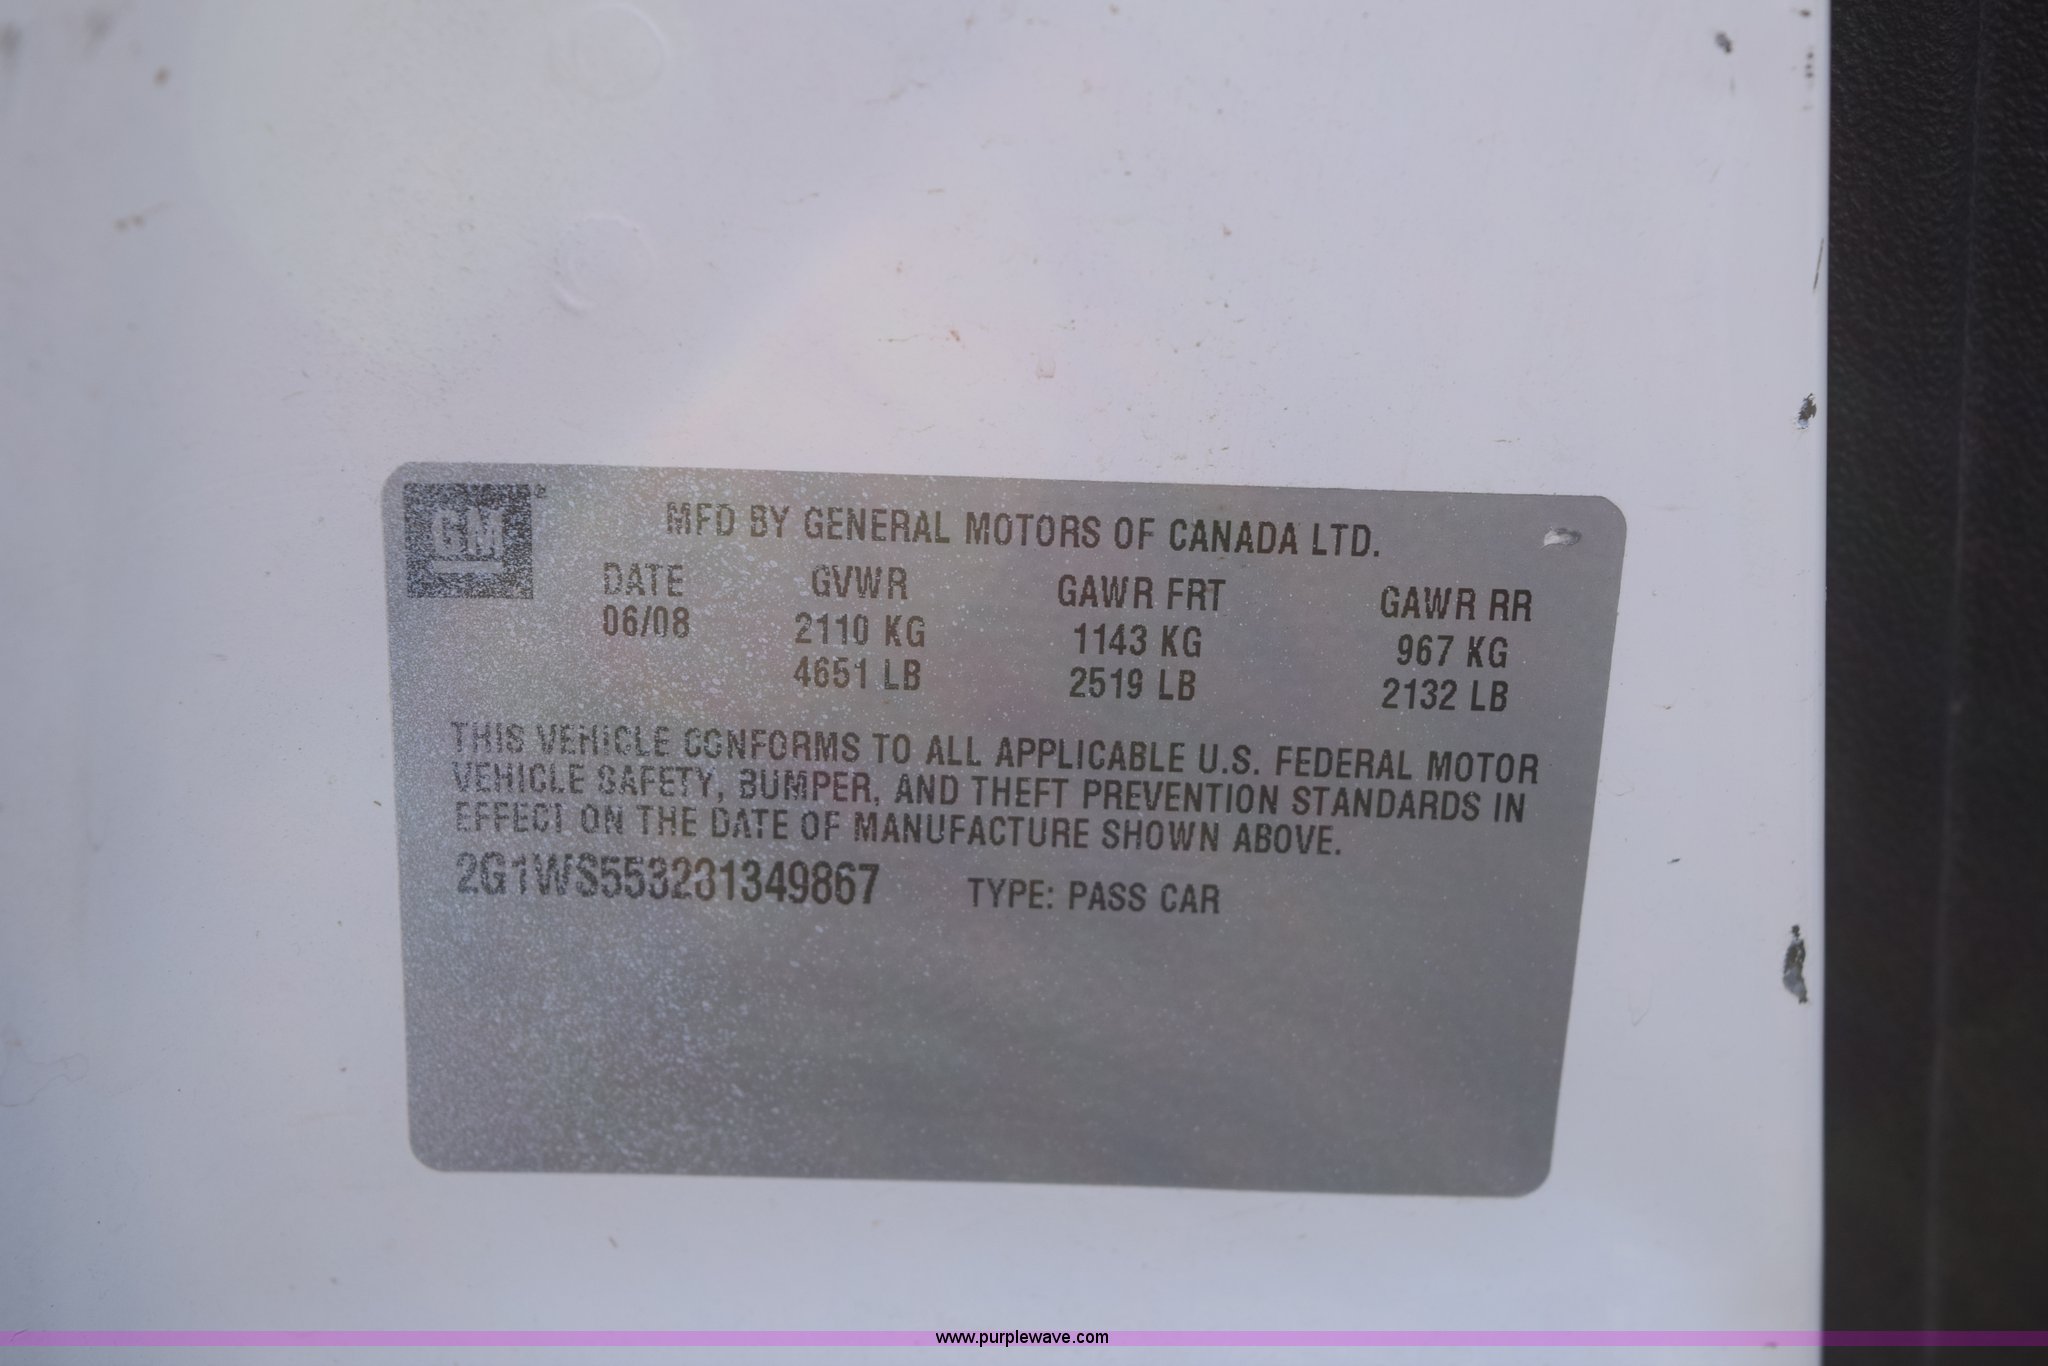 GM
MFD BY GENERAL MOTORS OF CANADA LTD.
DATE GVWR GAWR FRT GAWR RR
06/08 2110 KG 1143 KG 967 KG
4651 LB 2519 LB 2132 LB
THIS VEHICLE CONFORMS TO ALL APPLICABLE U.S. FEDERAL MOTOR
VEHICLE SAFETY, BUMPER, AND THEFT PREVENTION STANDARDS IN
EFFECT ON THE DATE OF MANUFACTURE SHOWN ABOVE.
2G1WS553281349867 TYPE: PASS CAR
www.purplewave.com